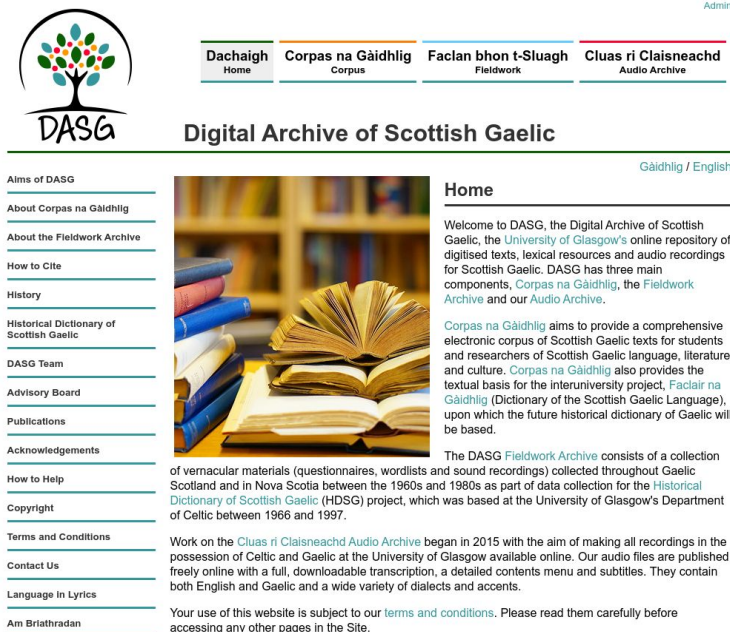 Admin
Dachaigh
Home
Corpas na Gàidhlig
Corpus
Faclan bhon t-Sluagh
Fieldwork
Cluas ri Claisneachd
Audio Archive
DASG
Digital Archive of Scottish Gaelic
Gàidhlig / English
Aims of DASG
About Corpas na Gàidhlig
About the Fieldwork Archive
How to Cite
History
Historical Dictionary of
Scottish Gaelic
DASG Team
Advisory Board
Publications
Acknowledgements
How to Help
Copyright
Terms and Conditions
Contact Us
Language in Lyrics
Am Briathradan
Home
Welcome to DASG, the Digital Archive of Scottish
Gaelic, the University of Glasgow's online repository of
digitised texts, lexical resources and audio recordings
for Scottish Gaelic. DASG has three main
components, Corpas na Gàidhlig, the Fieldwork
Archive and our Audio Archive.
Corpas na Gàidhlig aims to provide a comprehensive
electronic corpus of Scottish Gaelic texts for students
and researchers of Scottish Gaelic language, literature
and culture. Corpas na Gàidhlig also provides the
textual basis for the interuniversity project, Faclair na
Gàidhlig (Dictionary of the Scottish Gaelic Language),
upon which the future historical dictionary of Gaelic will
be based.
The DASG Fieldwork Archive consists of a collection
of vernacular materials (questionnaires, wordlists and sound recordings) collected throughout Gaelic
Scotland and in Nova Scotia between the 1960s and 1980s as part of data collection for the Historical
Dictionary of Scottish Gaelic (HDSG) project, which was based at the University of Glasgow's Department
of Celtic between 1966 and 1997.
Work on the Cluas ri Claisneachd Audio Archive began in 2015 with the aim of making all recordings in the
possession of Celtic and Gaelic at the University of Glasgow available online. Our audio files are published
freely online with a full, downloadable transcription, a detailed contents menu and subtitles. They contain
both English and Gaelic and a wide variety of dialects and accents.
Your use of this website is subject to our terms and conditions. Please read them carefully before
accessing any other pages in the Site.